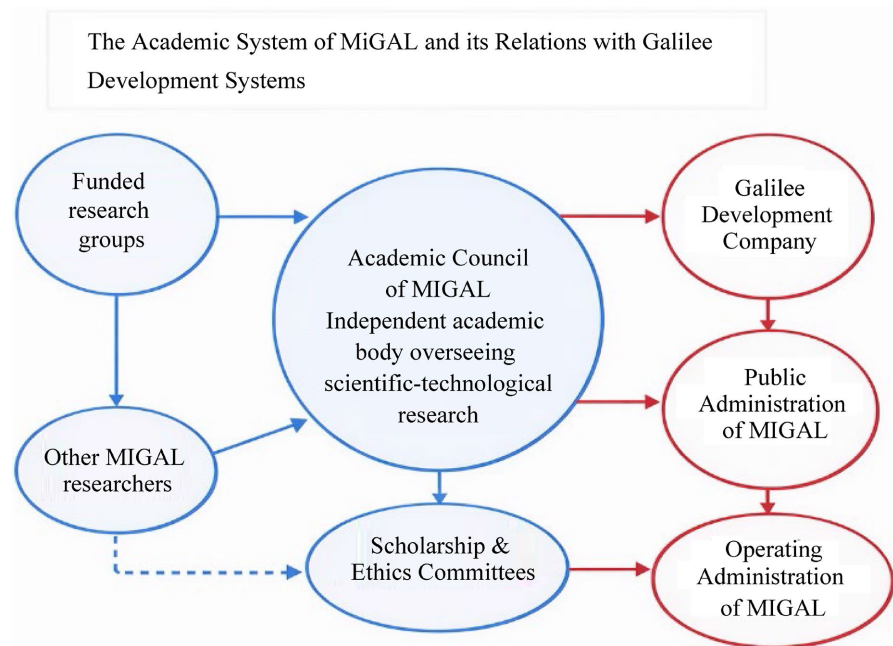 The Academic System of MiGAL and its Relations with Galilee
Development Systems
Funded
research
groups
Academic Council
of MIGAL
Independent academic
body overseeing
scientific-technological
research
Galilee
Development
Company
Other MIGAL
researchers
Public
Administration
of MIGAL
Scholarship &
Ethics Committees
Operating
Administration
of MIGAL